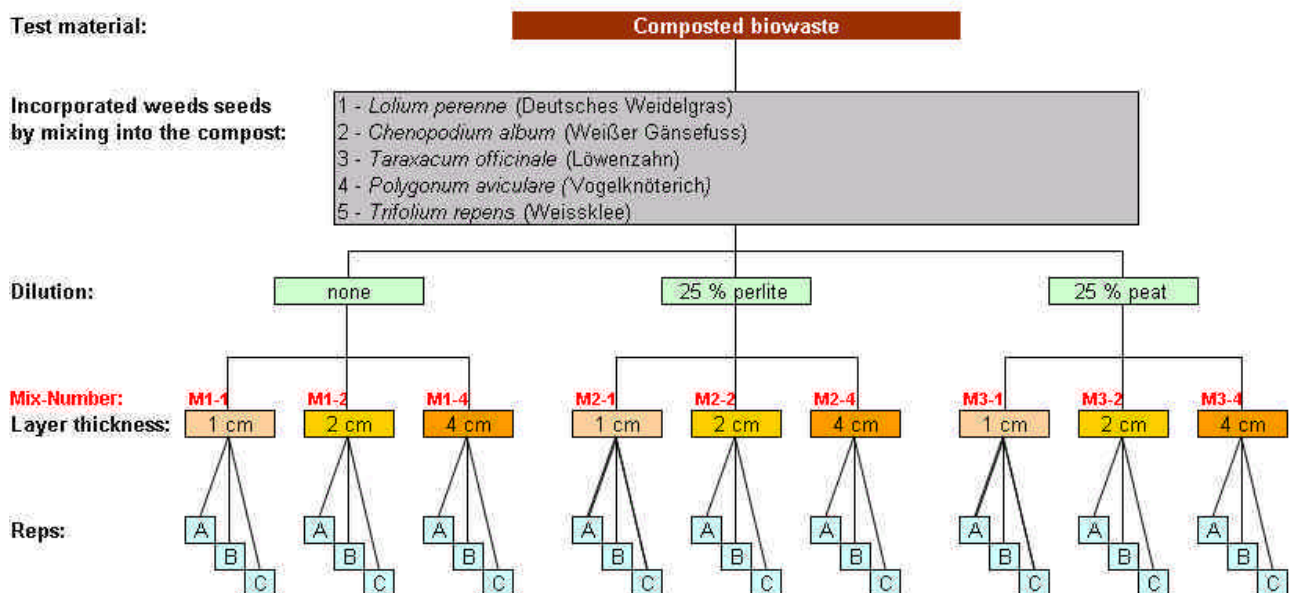 Test material: Composted biowaste
Incorporated weeds seeds
by mixing into the compost:
1 - Lolium perenne (Deutsches Weidelgras)
2 - Chenopodium album (Weißer Gänsefuss)
3 - Taraxacum officinale (Löwenzahn)
4 - Polygonum aviculare (Vogelknöterich)
5 - Trifolium repens (Weissklee)
Dilution: none 25 % perlite 25 % peat
Mix-Number: M1-1 M1-2 M1-4 M2-1 M2-2 M2-4 M3-1 M3-2 M3-4
Layer thickness: 1 cm 2 cm 4 cm 1 cm 2 cm 4 cm 1 cm 2 cm 4 cm
Reps: A A A A A A A A A
B B B B B B B B B
C C C C C C C C C